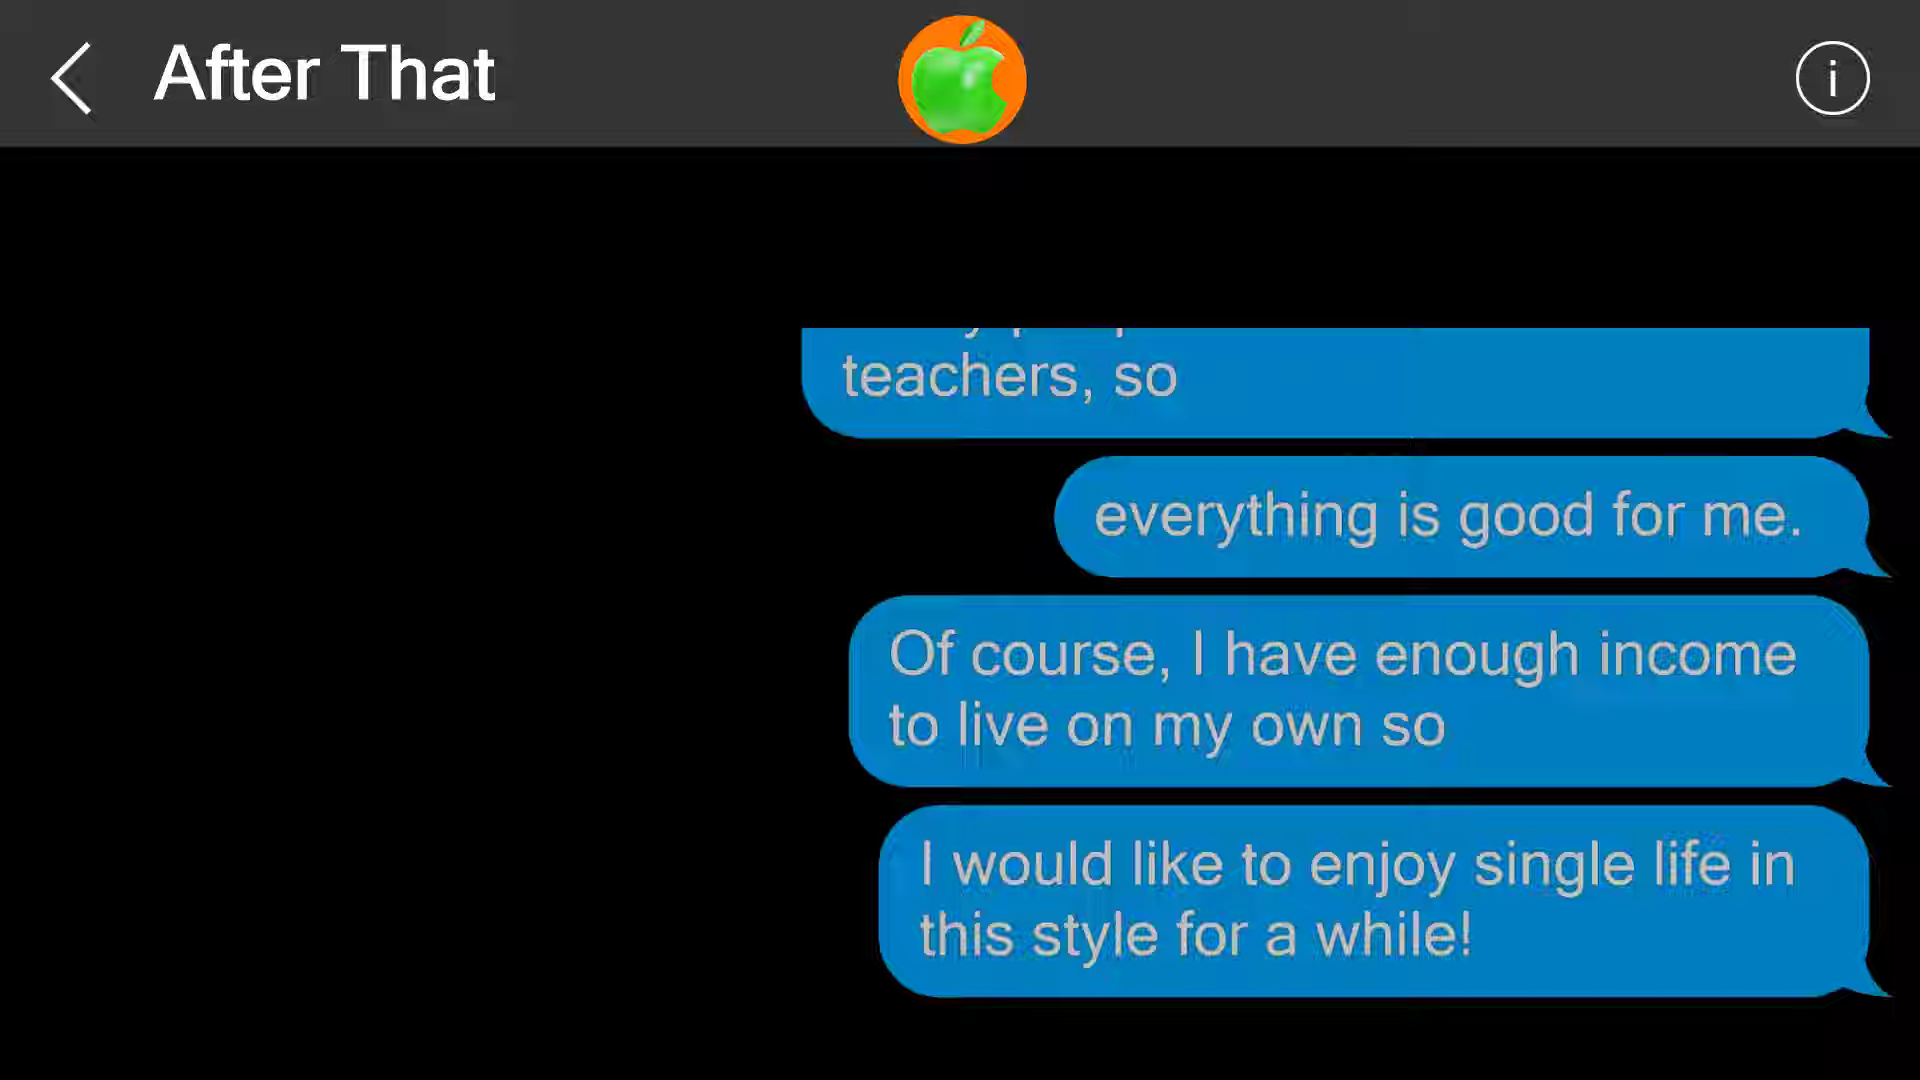 After That
i
teachers, so
everything is good for me.
Of course, I have enough income
to live on my own so
I would like to enjoy single life in
this style for a while!